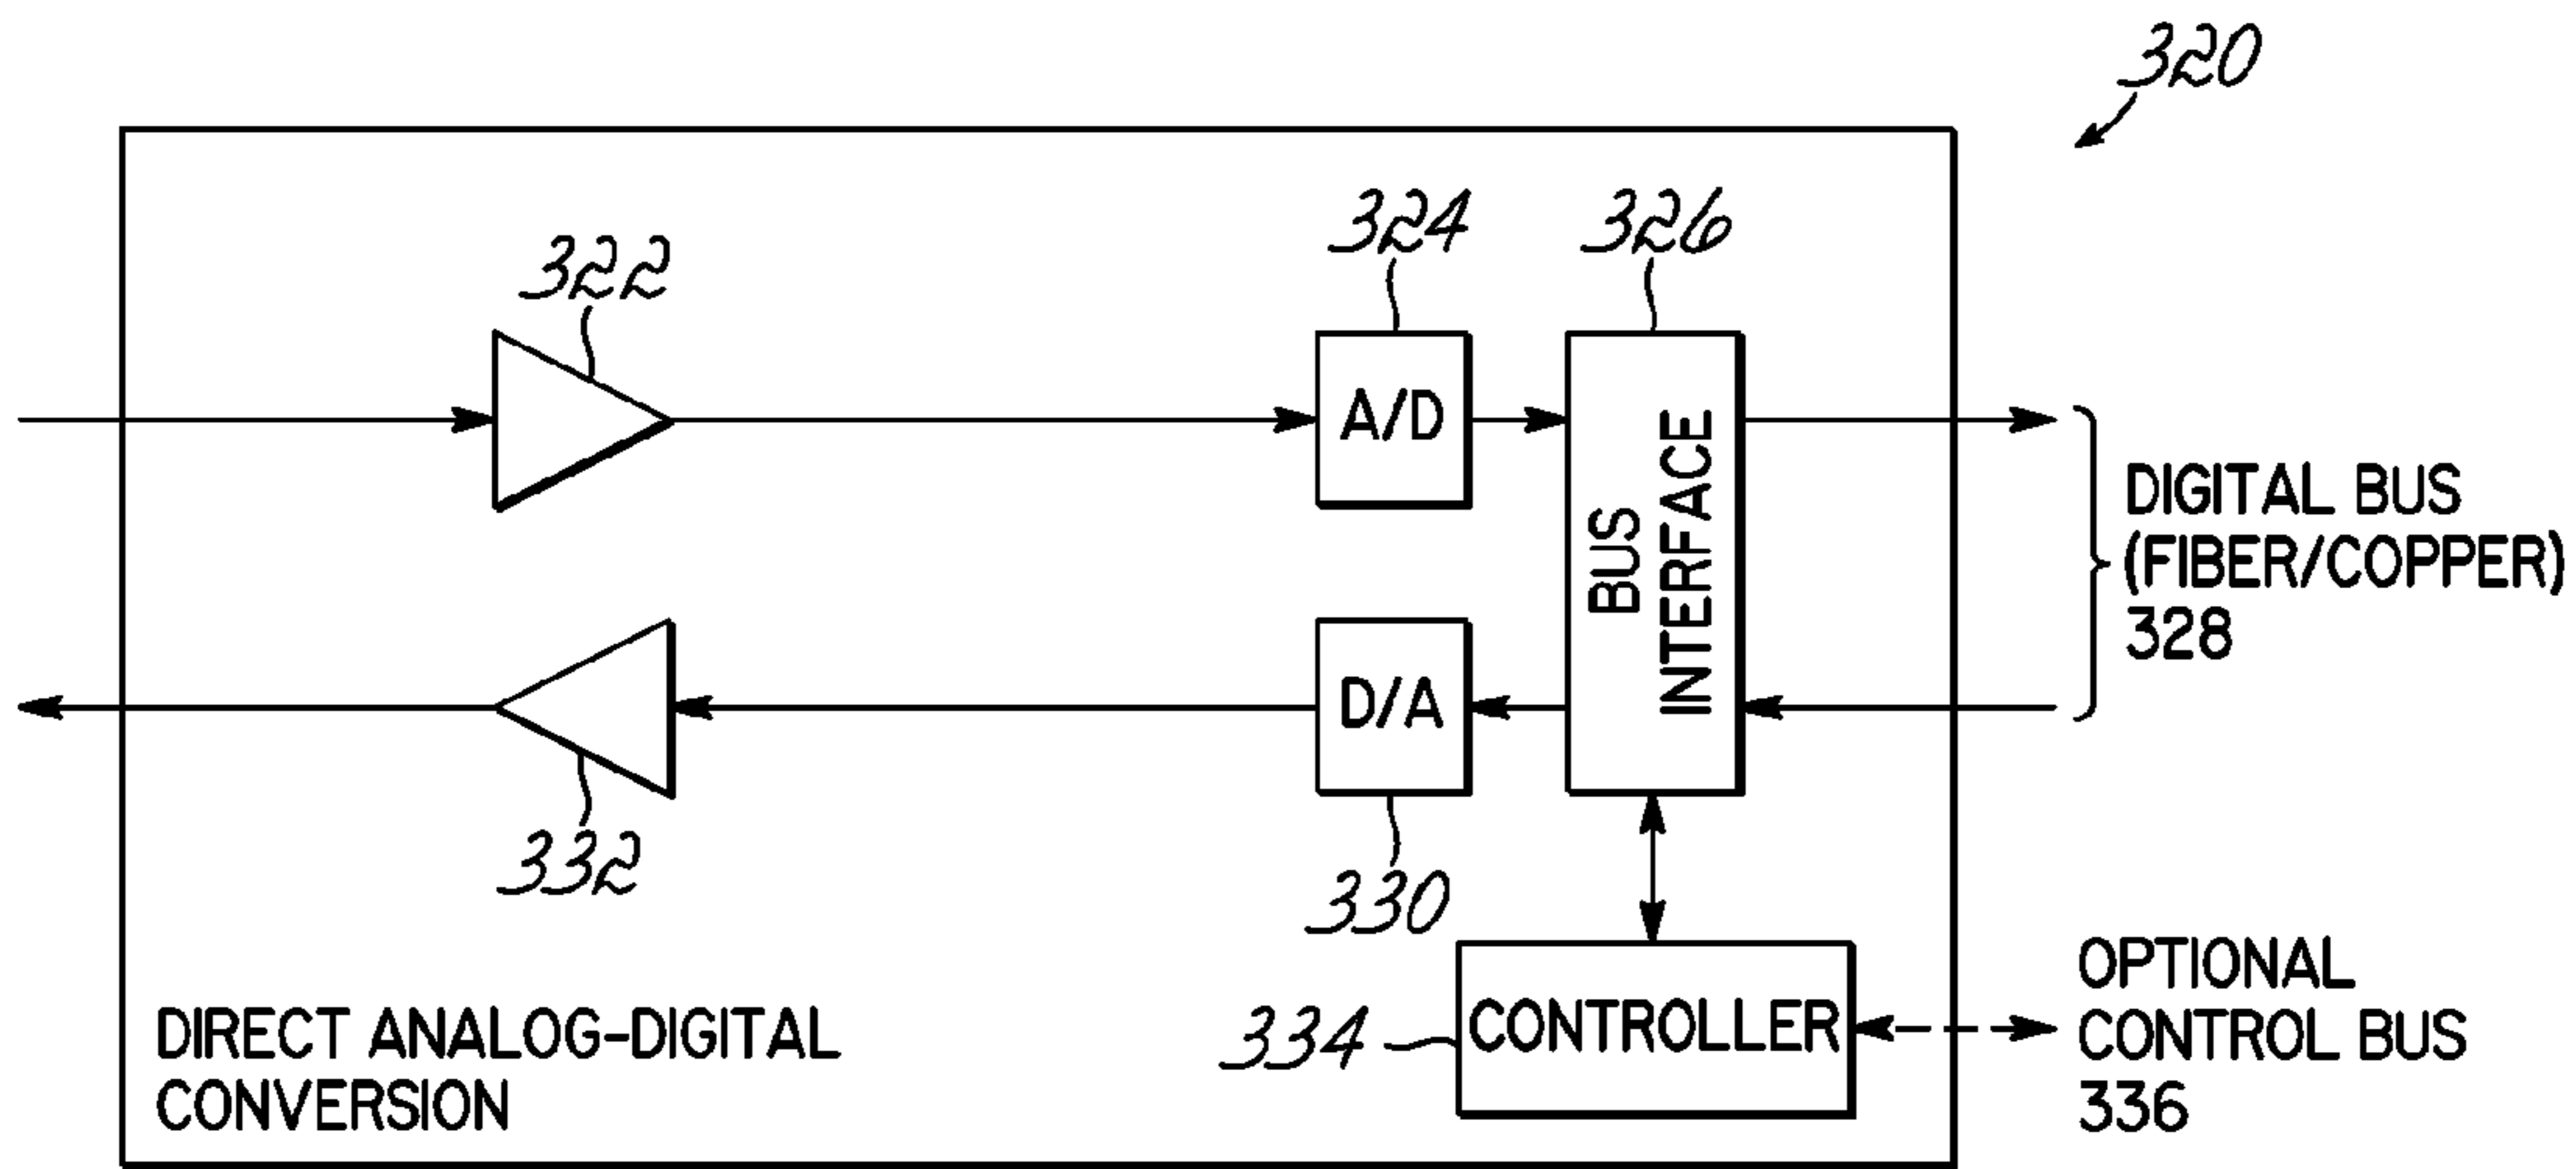 320
322
324
326
A/D
BUS
INTERFACE
DIGITAL BUS
(FIBER/COPPER)
328
D/A
332
330
334
CONTROLLER
OPTIONAL
CONTROL BUS
336
DIRECT ANALOG-DIGITAL
CONVERSION